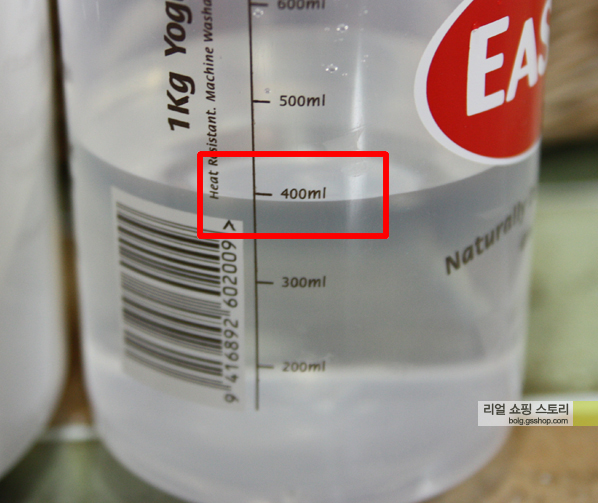 600ml
1Kg Yog
Heat Resistant. Machine Washa
EAS
500ml
400ml
300ml
200ml
Naturally
9 416892 602009 >
리얼 쇼핑 스토리
bolg.gsshop.com